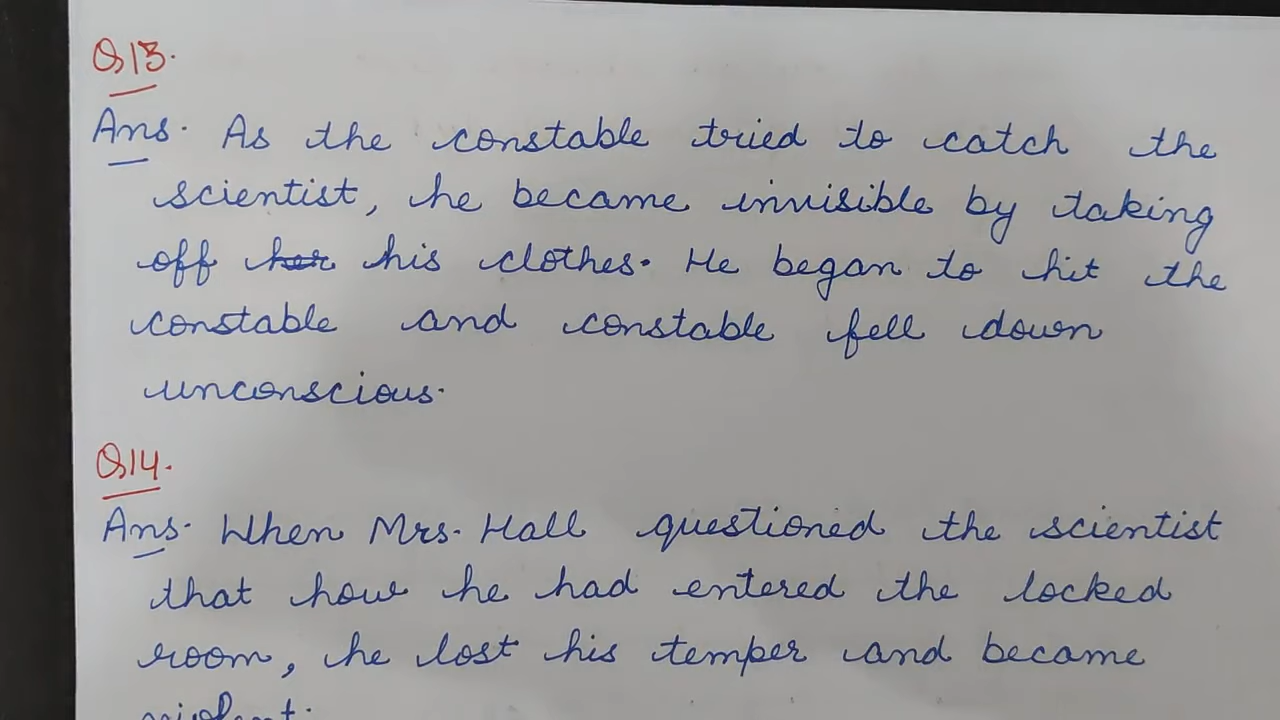 Q13.
Ans. As the constable tried to catch the
scientist, he became invisible by taking
off her his clothes. He began to hit the
constable and constable fell down
unconscious.
Q14.
Ans. When Mrs. Hall questioned the scientist
that how he had entered the locked
room, he lost his temper and became
violent.